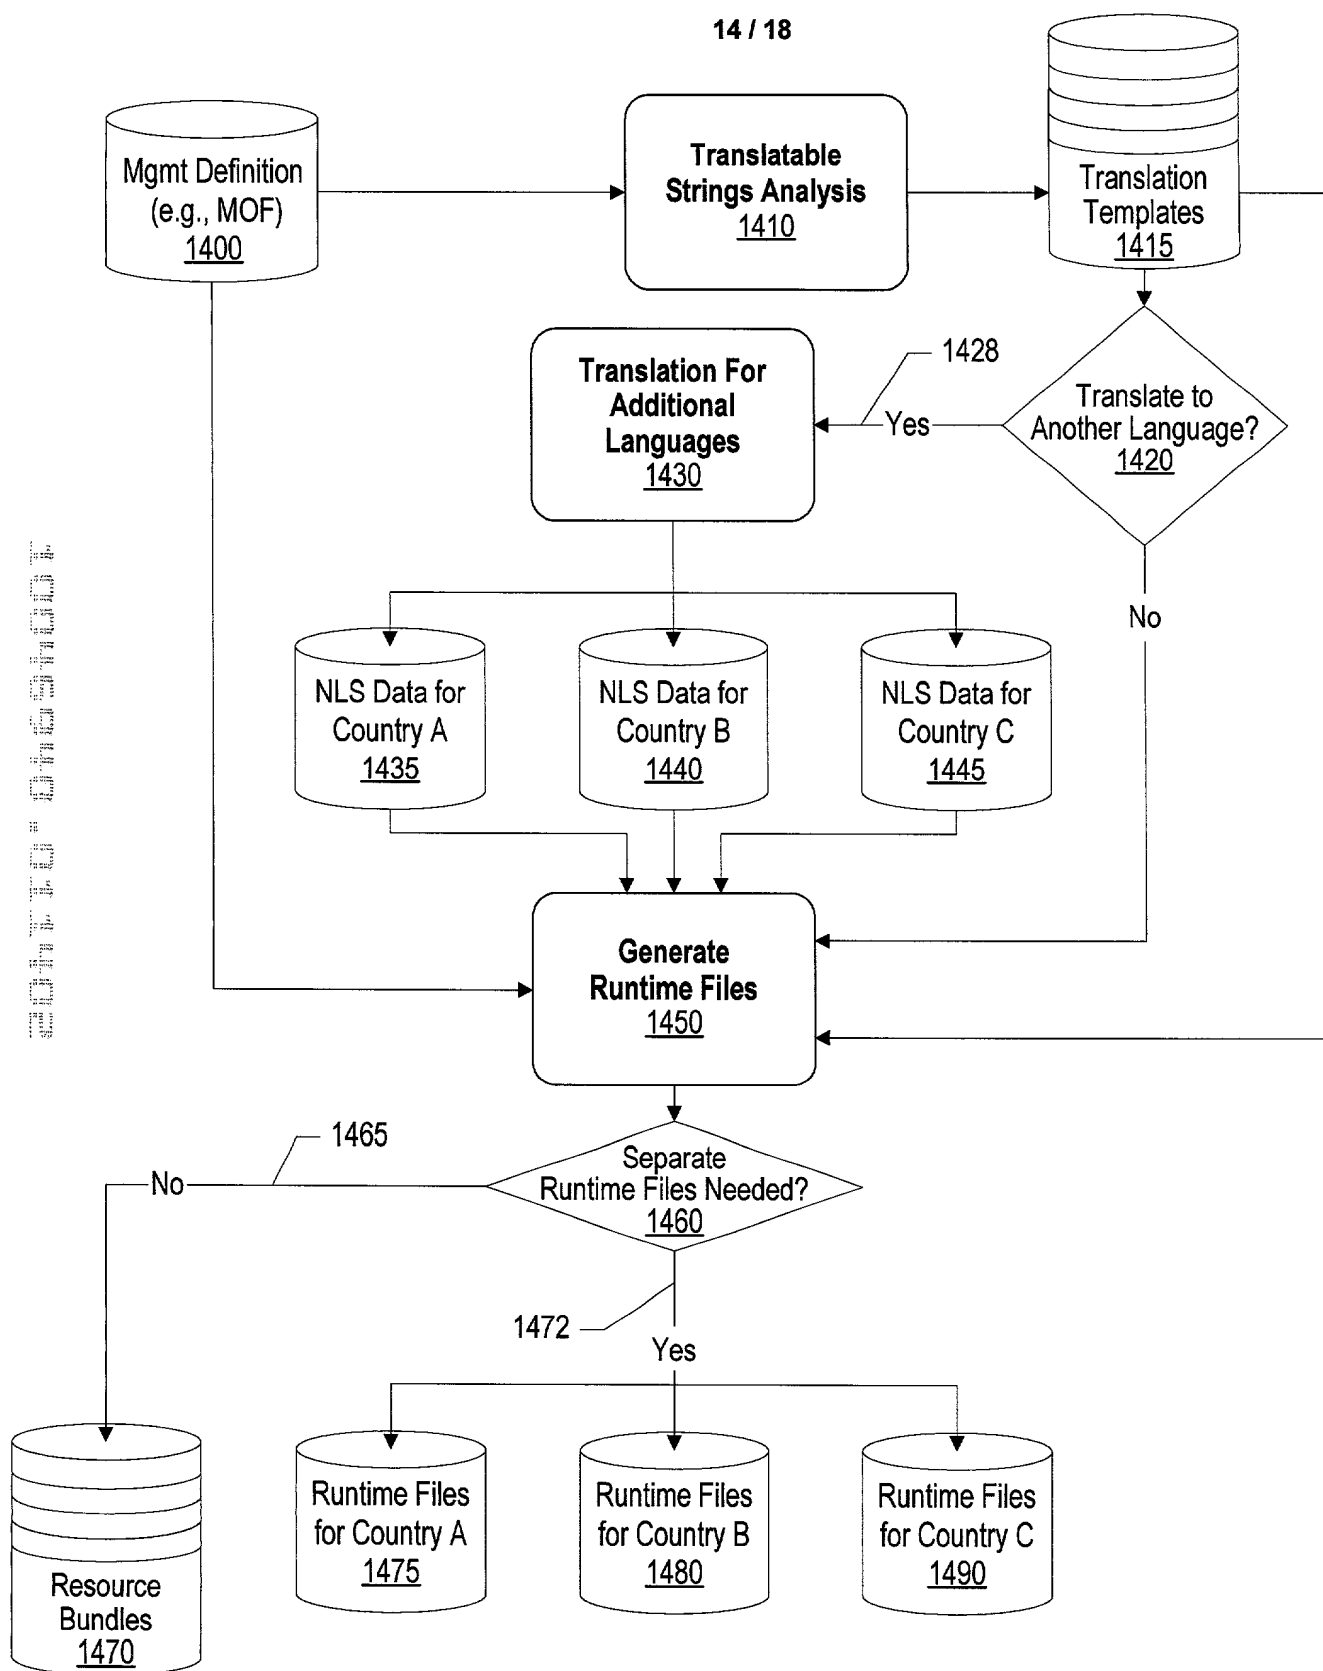 14 / 18
Mgmt Definition
(e.g., MOF)
1400
Translatable
Strings Analysis
1410
Translation
Templates
1415
Translation For
Additional
Languages
1430
1428
Yes
Translate to
Another Language?
1420
No
NLS Data for
Country A
1435
NLS Data for
Country B
1440
NLS Data for
Country C
1445
Generate
Runtime Files
1450
1465
No
Separate
Runtime Files Needed?
1460
1472
Yes
Resource
Bundles
1470
Runtime Files
for Country A
1475
Runtime Files
for Country B
1480
Runtime Files
for Country C
1490